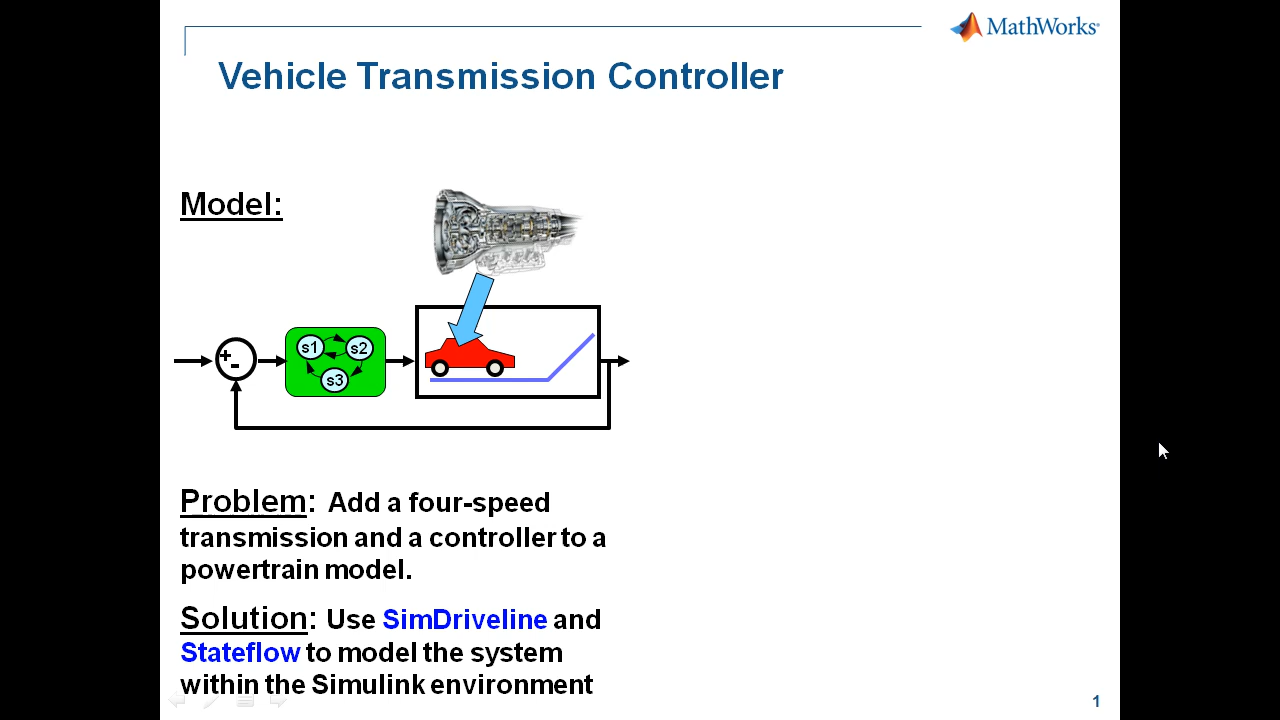 MathWorks®
Vehicle Transmission Controller
Model:
+
-
s1
s2
s3
Problem: Add a four-speed
transmission and a controller to a
powertrain model.
Solution: Use SimDriveline and
Stateflow to model the system
within the Simulink environment
1